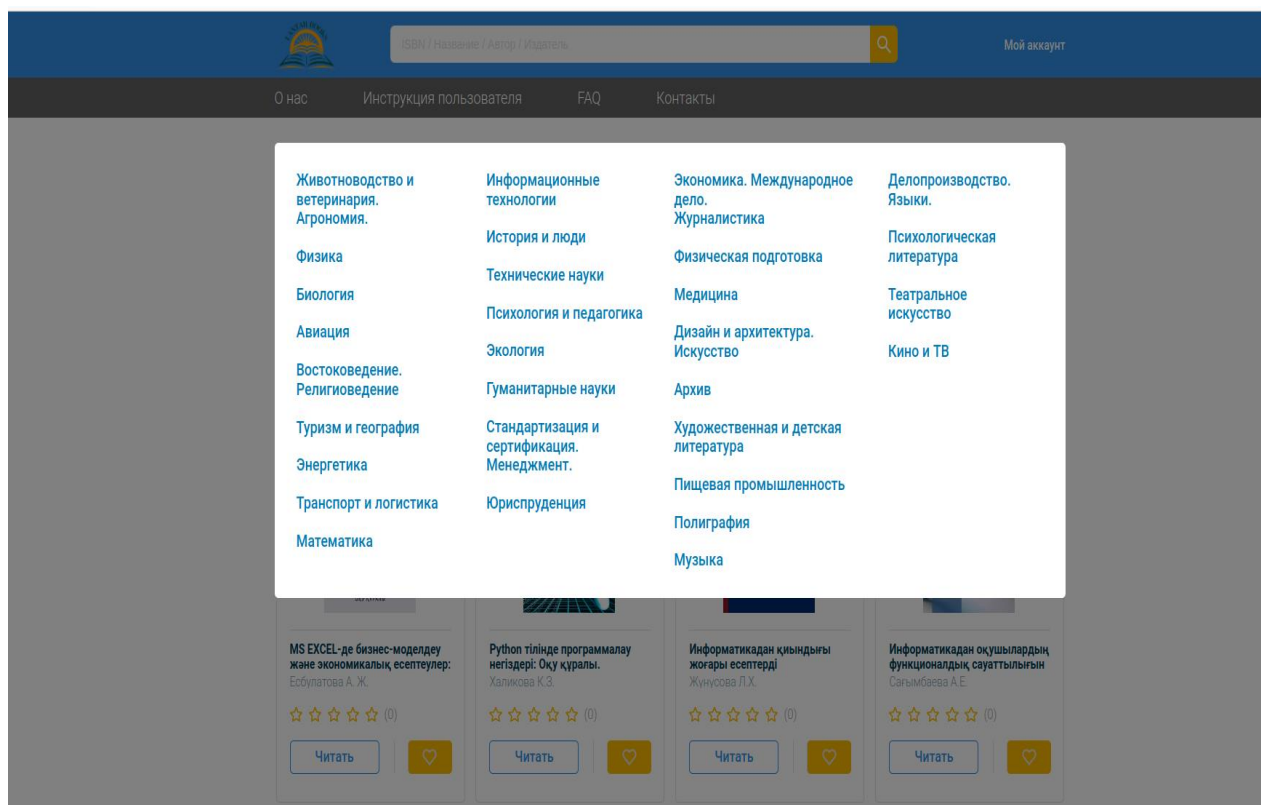 ISBN / Название / Автор / Издатель
Мой аккаунт
О нас
Инструкция пользователя
FAQ
Контакты
Животноводство и
ветеринария.
Агрономия.
Физика
Биология
Авиация
Востоковедение.
Религиоведение
Туризм и география
Энергетика
Транспорт и логистика
Математика
Информационные
технологии
История и люди
Технические науки
Психология и педагогика
Экология
Гуманитарные науки
Стандартизация и
сертификация.
Менеджмент.
Юриспруденция
Экономика. Международное
дело.
Журналистика
Физическая подготовка
Медицина
Дизайн и архитектура.
Искусство
Архив
Художественная и детская
литература
Пищевая промышленность
Полиграфия
Музыка
Делопроизводство.
Языки.
Психологическая
литература
Театральное
искусство
Кино и ТВ
MS EXCEL-де бизнес-моделдеу
және экономикалық есептеулер:
Есбулатова А. Ж.
(0)
Читать
Python тілінде программалау
негіздері: Оқу құралы.
Халикова К.З.
(0)
Читать
Информатикадан қиындығы
жоғары есептерді
Жүнусова Л.Х.
(0)
Читать
Информатикадан оқушылардың
функционалдық сауаттылығын
Сағымбаева А.Е.
(0)
Читать